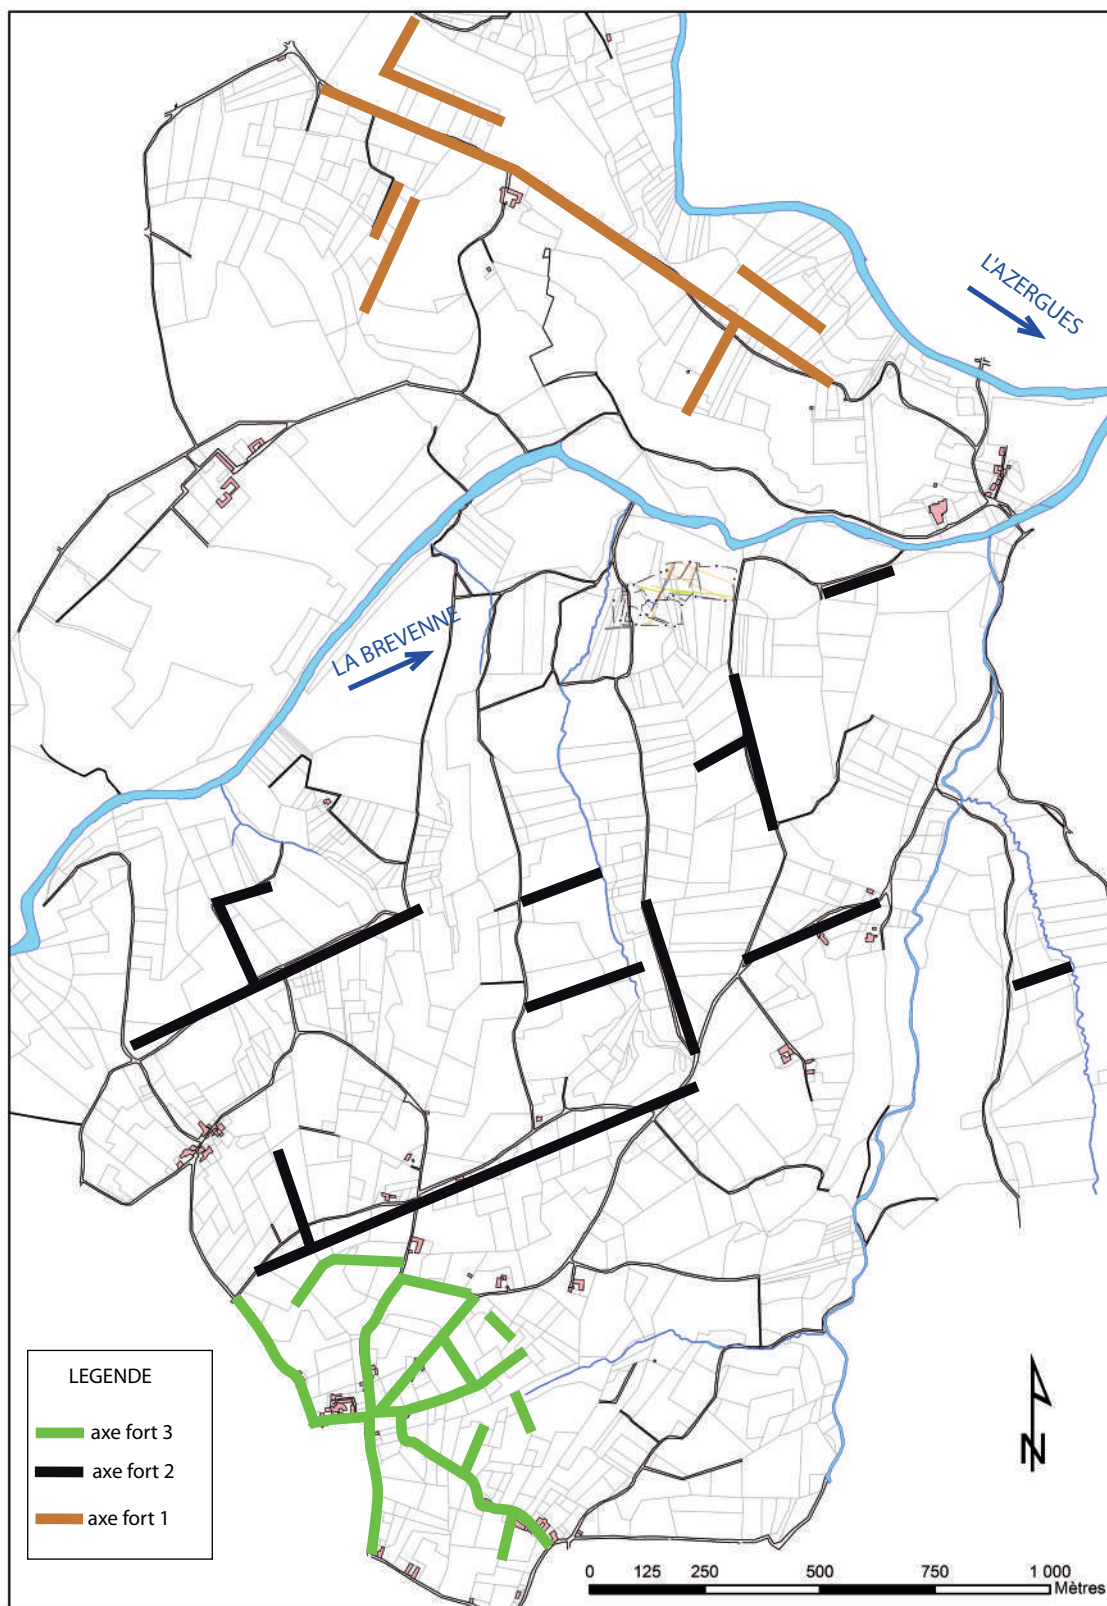 L'AZERGUES
LA BREVENNE
LEGENDE
axe fort 3
axe fort 2
axe fort 1
N
0 125 250 500 750 1 000
Mètres